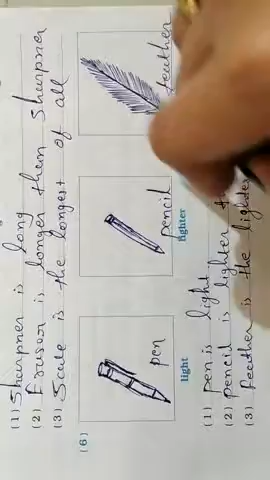 (1) Sharpner is long
(2) Eraser is longer than Sharpner
(3) Scale is the longest of all
(6)
pen
pencil
feather
light
lighter
(1) pen is light
(2) pencil is lighter
(3) feather is the lightest